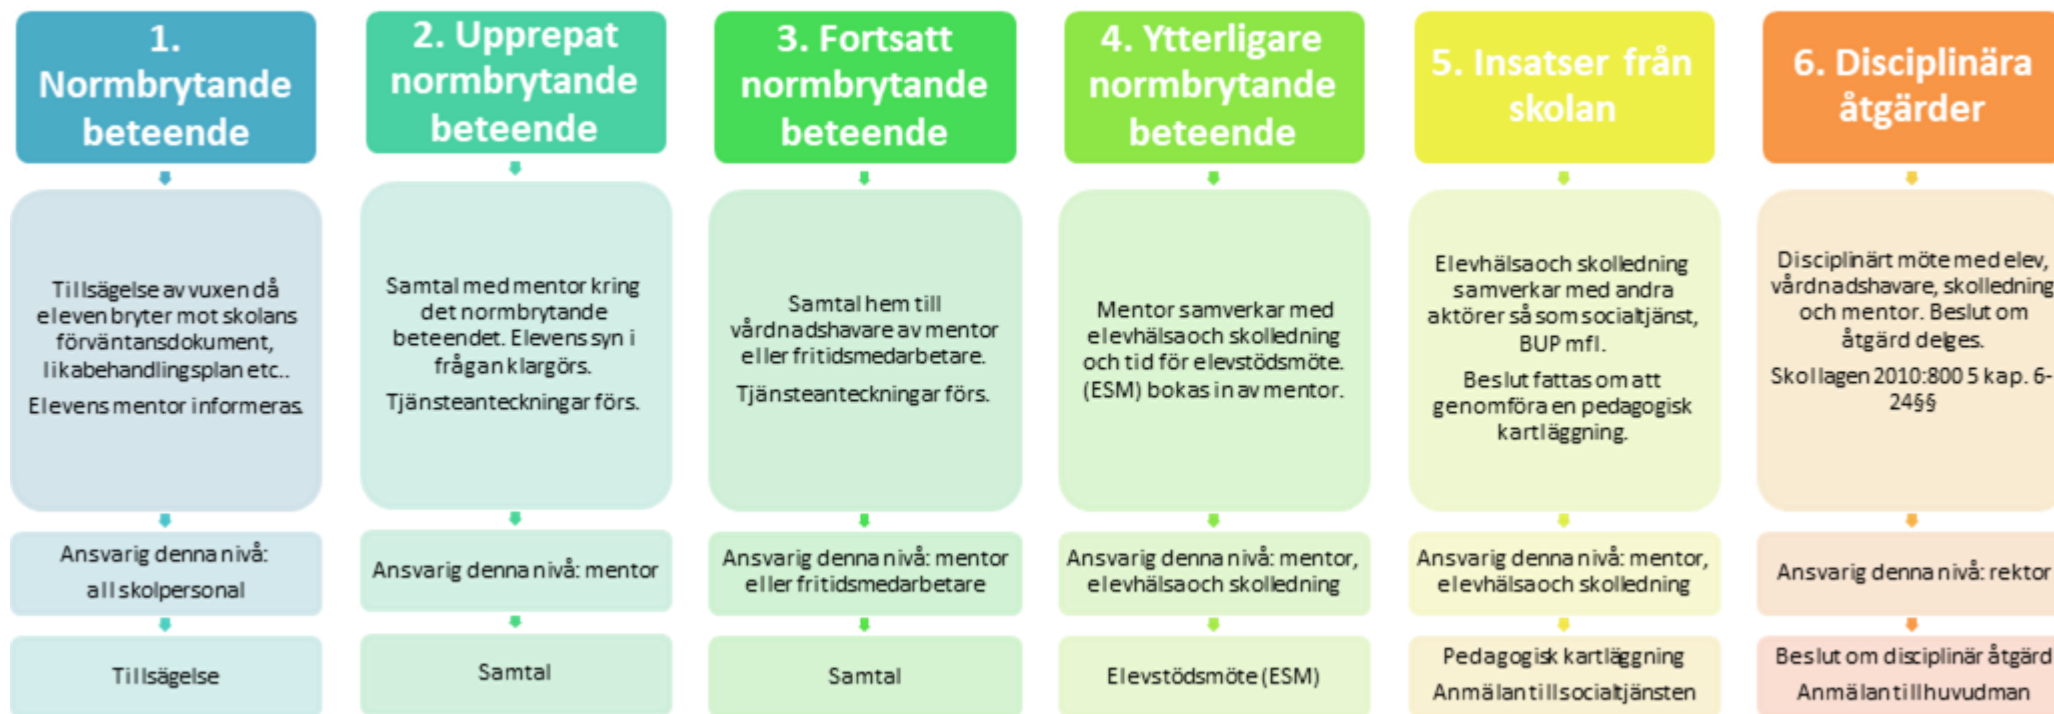 1.
Normbrytande
beteende
Tillsägelse av vuxen då
eleven bryter mot skolans
förväntansdokument,
likabehandlingsplan etc..
Elevens mentor informeras.
Ansvarig denna nivå:
all skolpersonal
Tillsägelse
2. Upprepat
normbrytande
beteende
Samtal med mentor kring
det normbrytande
beteendet. Elevens syn i
frågan klargörs.
Tjänsteanteckningar förs.
Ansvarig denna nivå: mentor
Samtal
3. Fortsatt
normbrytande
beteende
Samtal hem till
vårdnadshavare av mentor
eller fritidsmedarbetare.
Tjänsteanteckningar förs.
Ansvarig denna nivå: mentor
eller fritidsmedarbetare
Samtal
4. Ytterligare
normbrytande
beteende
Mentor samverkar med
elevhälsaoch skolledning
och tid för elevstödsmöte.
(ESM) bokas in av mentor.
Ansvarig denna nivå: mentor,
elevhälsaoch skolledning
Elevstödsmöte (ESM)
5. Insatser från
skolan
Elevhälsaoch skolledning
samverkar med andra
aktörer så som socialtjänst,
BUP mfl.
Beslut fattas om att
genomföra en pedagogisk
kartläggning.
Ansvarig denna nivå: mentor,
elevhälsaoch skolledning
Pedagogisk kartläggning
Anmälan till socialtjänsten
6. Disciplinära
åtgärder
Disciplinärt möte med elev,
vårdnadshavare, skolledning
och mentor. Beslut om
åtgärd delges.
Skollagen 2010:800 5 kap. 6-
24§§
Ansvarig denna nivå: rektor
Beslut om disciplinär åtgärd
Anmälan till huvudman